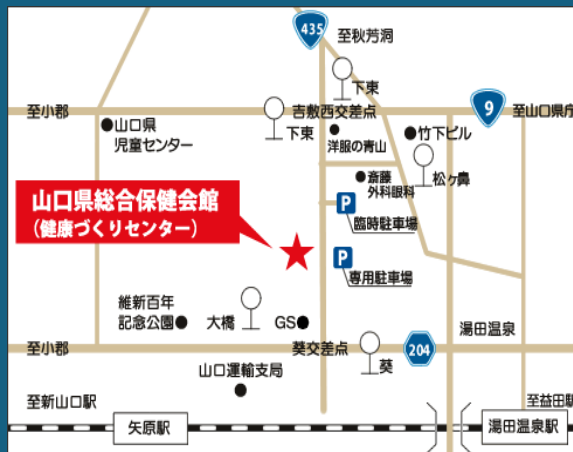 435
至秋芳洞
下東
至小郡
吉敷西交差点
9
至山口県庁
山口県
児童センター
下東
洋服の青山
竹下ビル
松ヶ鼻
斎藤
外科眼科
山口県総合保健会館
(健康づくりセンター)
P
臨時駐車場
P
専用駐車場
維新百年
記念公園
大橋
GS
湯田温泉
至小郡
葵交差点
204
葵
山口運輸支局
至新山口駅
至益田駅
矢原駅
湯田温泉駅